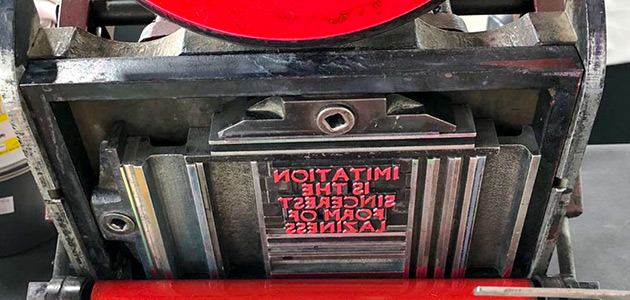 IMITATION
IS THE
SINCEREST
FORM OF
LAZINESS